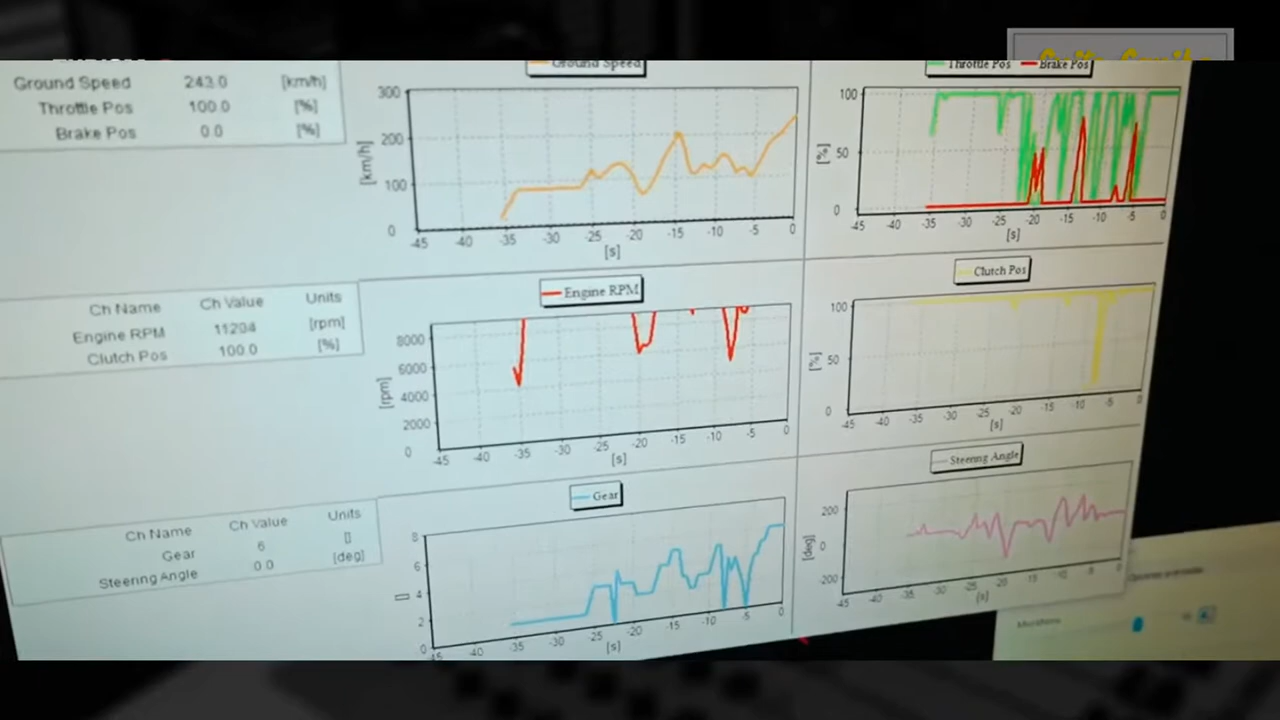 Ground Speed 243.0 [km/h]
Throttle Pos 100.0 [%]
Brake Pos 0.0 [%]
Ground Speed
300
200
100
0
[km/h]
-45 -40 -35 -30 -25 -20 -15 -10 -5 0
[s]
Throttle Pos Brake Pos
100
50
0
[%]
-45 -40 -35 -30 -25 -20 -15 -10 -5 0
[s]
Ch Name Ch Value Units
Engine RPM 11204 [rpm]
Clutch Pos 100.0 [%]
Engine RPM
8000
6000
4000
2000
0
[rpm]
-45 -40 -35 -30 -25 -20 -15 -10 -5 0
[s]
Clutch Pos
100
50
0
[%]
-45 -40 -35 -30 -25 -20 -15 -10 -5 0
[s]
Ch Name Ch Value Units
Gear 6 []
Steering Angle 0.0 [deg]
Gear
8
6
4
2
0
[]
-45 -40 -35 -30 -25 -20 -15 -10 -5 0
[s]
Steering Angle
200
0
-200
[deg]
-45 -40 -35 -30 -25 -20 -15 -10 -5 0
[s]